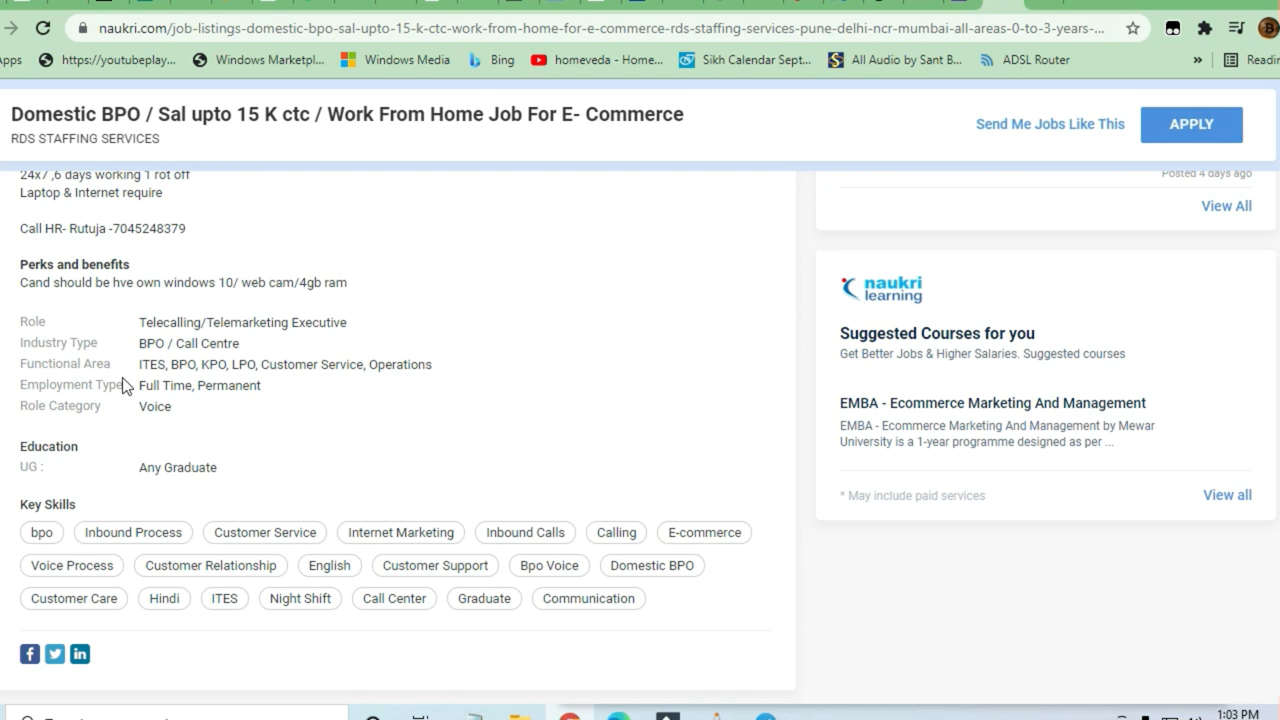 naukri.com/job-listings-domestic-bpo-sal-upto-15-k-ctc-work-from-home-for-e-commerce-rds-staffing-services-pune-delhi-ncr-mumbai-all-areas-0-to-3-years-...
Apps https://youtubeplay... Windows Marketpl... Windows Media Bing homeveda - Home... Sikh Calendar Sept... All Audio by Sant B... ADSL Router » Readin
Domestic BPO / Sal upto 15 K ctc / Work From Home Job For E- Commerce
RDS STAFFING SERVICES
Send Me Jobs Like This APPLY
24x7 ,6 days working 1 rot off
Laptop & Internet require
Call HR- Rutuja -7045248379
Perks and benefits
Cand should be hve own windows 10/ web cam/4gb ram
Role Telecalling/Telemarketing Executive
Industry Type BPO / Call Centre
Functional Area ITES, BPO, KPO, LPO, Customer Service, Operations
Employment Type Full Time, Permanent
Role Category Voice
Education
UG : Any Graduate
Key Skills
bpo Inbound Process Customer Service Internet Marketing Inbound Calls Calling E-commerce
Voice Process Customer Relationship English Customer Support Bpo Voice Domestic BPO
Customer Care Hindi ITES Night Shift Call Center Graduate Communication
Posted 4 days ago
View All
naukri
learning
Suggested Courses for you
Get Better Jobs & Higher Salaries. Suggested courses
EMBA - Ecommerce Marketing And Management
EMBA - Ecommerce Marketing And Management by Mewar
University is a 1-year programme designed as per ...
* May include paid services View all
1:03 PM